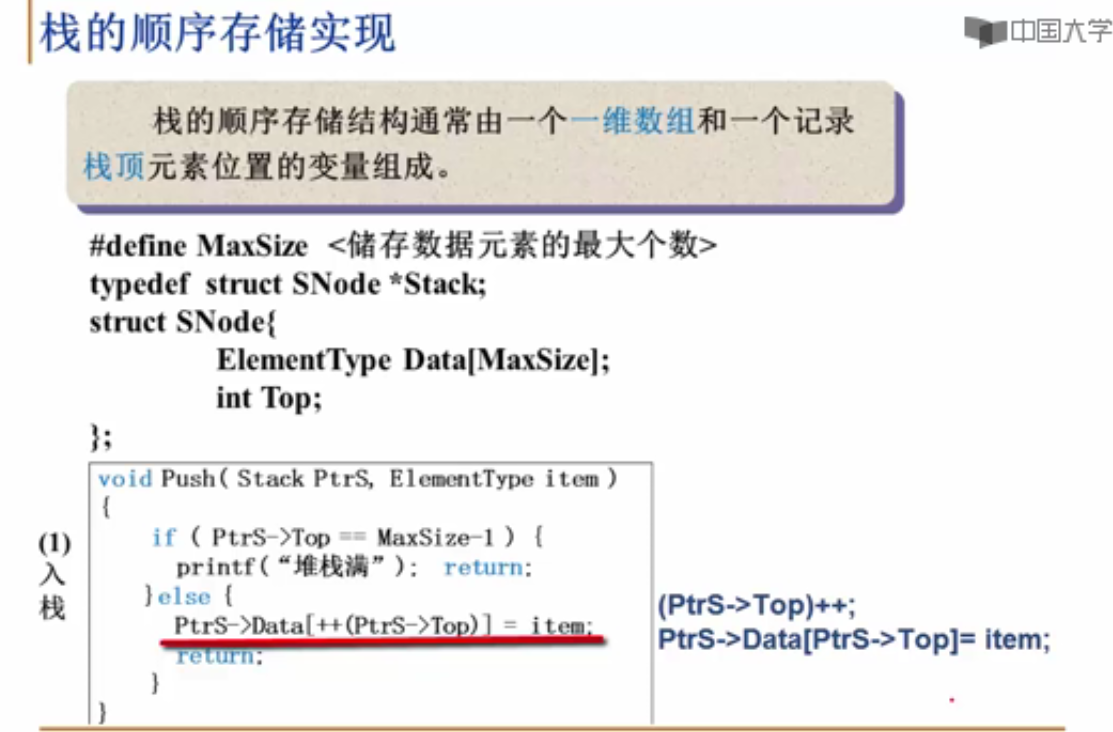 栈的顺序存储实现
中国大学
栈的顺序存储结构通常由一个一维数组和一个记录
栈顶元素位置的变量组成。
#define MaxSize <储存数据元素的最大个数>
typedef struct SNode *Stack;
struct SNode{
ElementType Data[MaxSize];
int Top;
};
(1)
入
栈
void Push( Stack PtrS, ElementType item )
{
if ( PtrS->Top == MaxSize-1 ) {
printf(“堆栈满”); return;
}else {
PtrS->Data[++(PtrS->Top)] = item;
return;
}
}
(PtrS->Top)++;
PtrS->Data[PtrS->Top]= item;